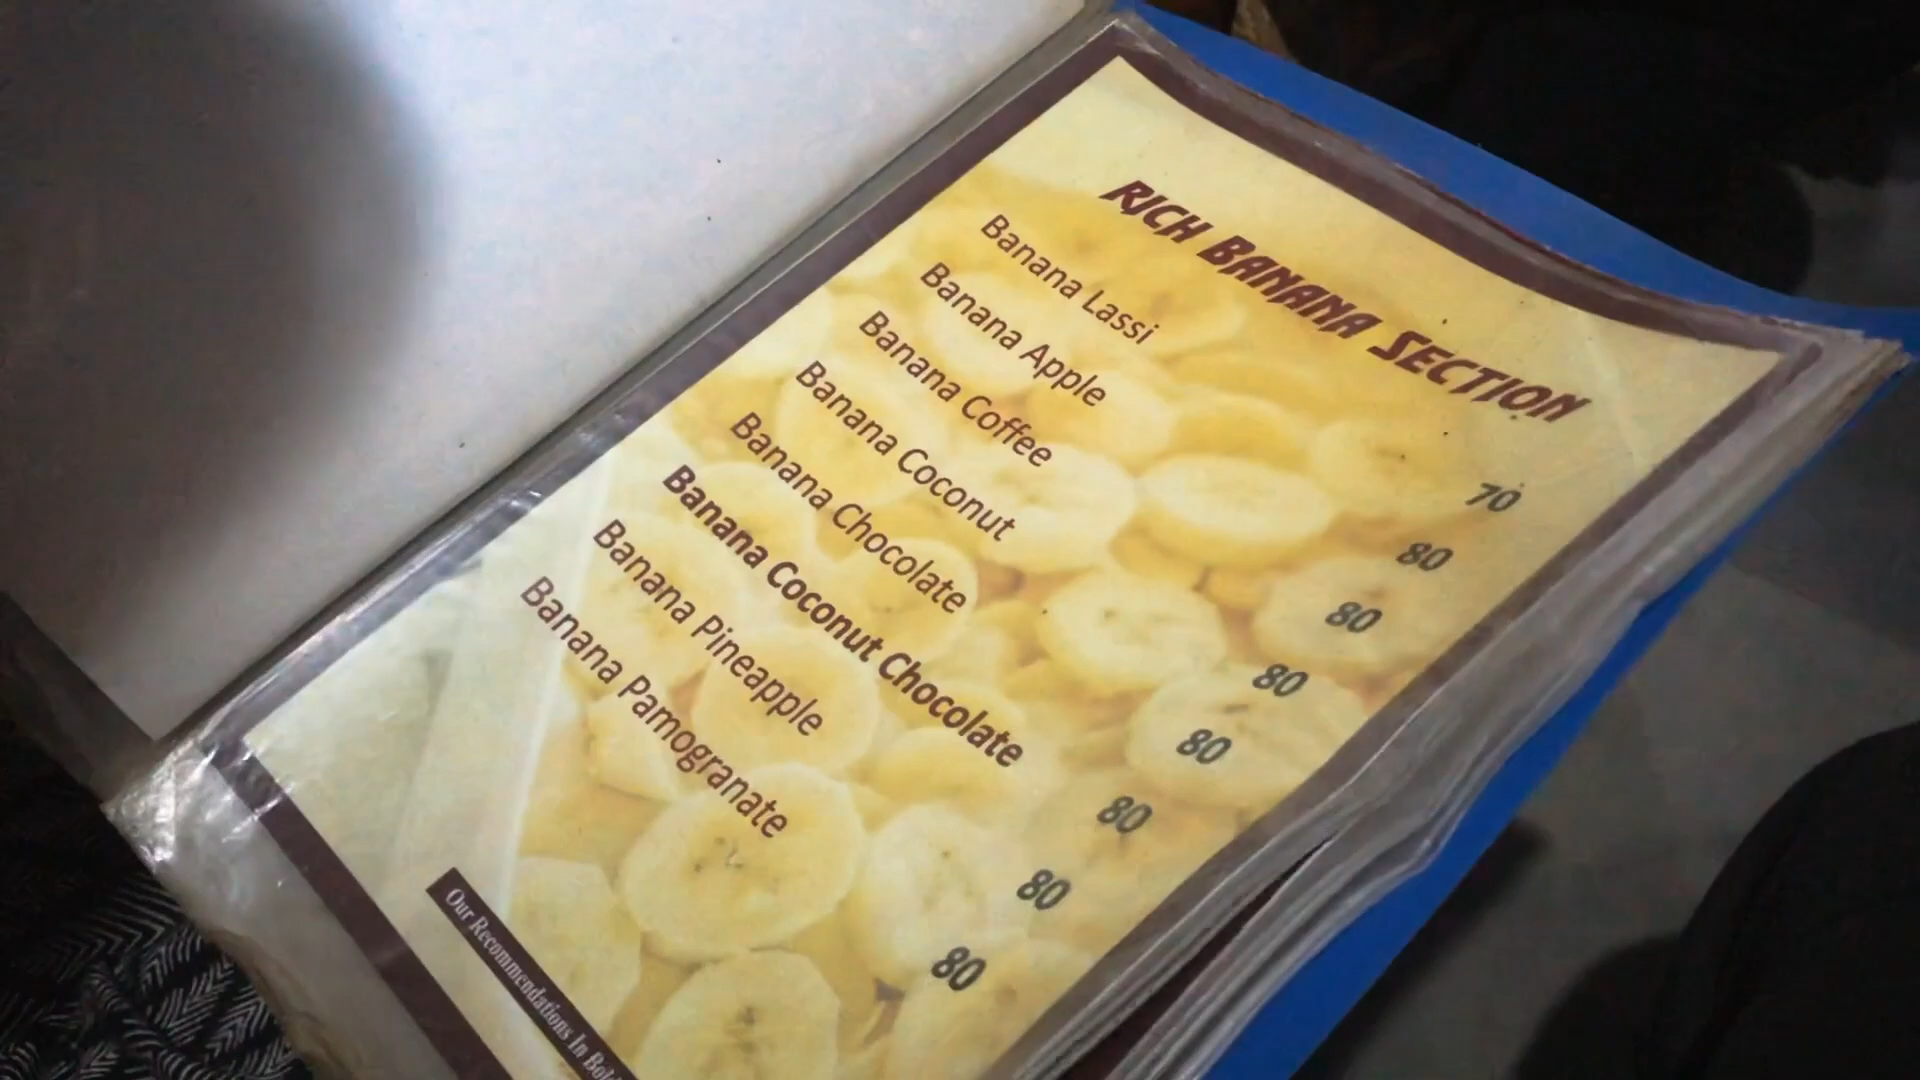 RICH BANANA SECTION
Banana Lassi 70
Banana Apple 80
Banana Coffee 80
Banana Coconut 80
Banana Chocolate 80
Banana Coconut Chocolate 80
Banana Pineapple 80
Banana Pamogranate 80
Our Recommendations In Bold